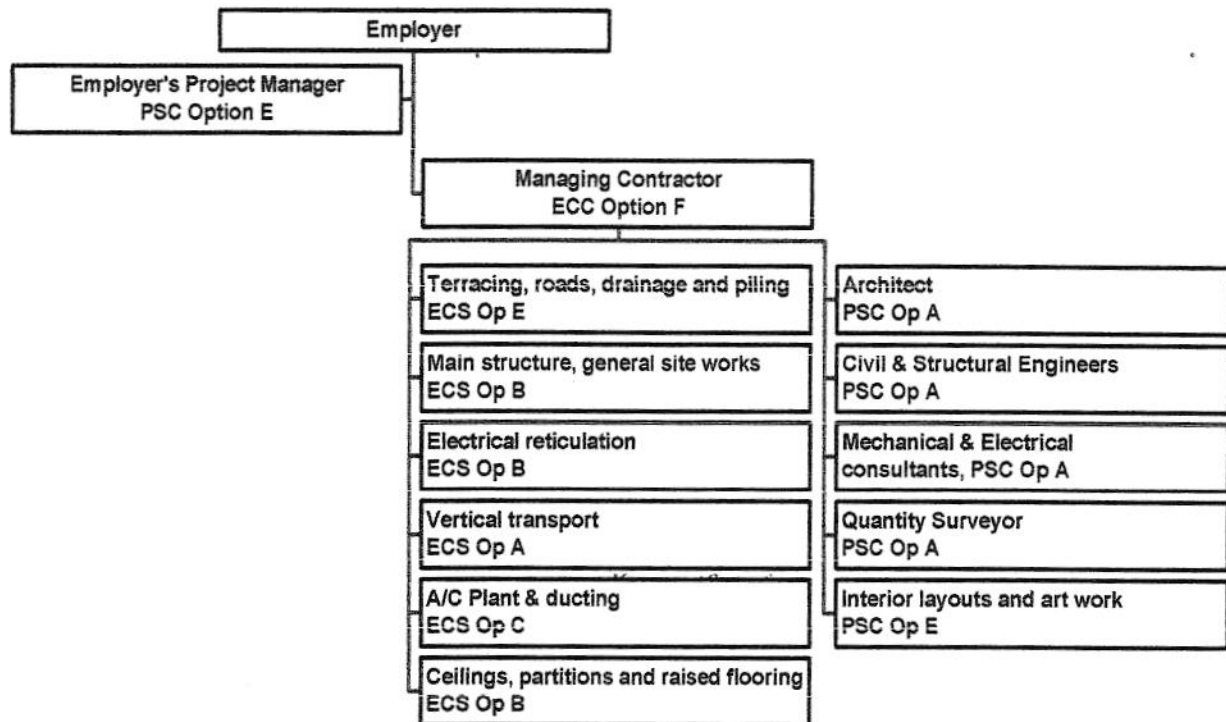 Employer
Employer's Project Manager
PSC Option E
Managing Contractor
ECC Option F
Terracing, roads, drainage and piling
ECS Op E
Main structure, general site works
ECS Op B
Electrical reticulation
ECS Op B
Vertical transport
ECS Op A
A/C Plant & ducting
ECS Op C
Ceilings, partitions and raised flooring
ECS Op B
Architect
PSC Op A
Civil & Structural Engineers
PSC Op A
Mechanical & Electrical
consultants, PSC Op A
Quantity Surveyor
PSC Op A
Interior layouts and art work
PSC Op E